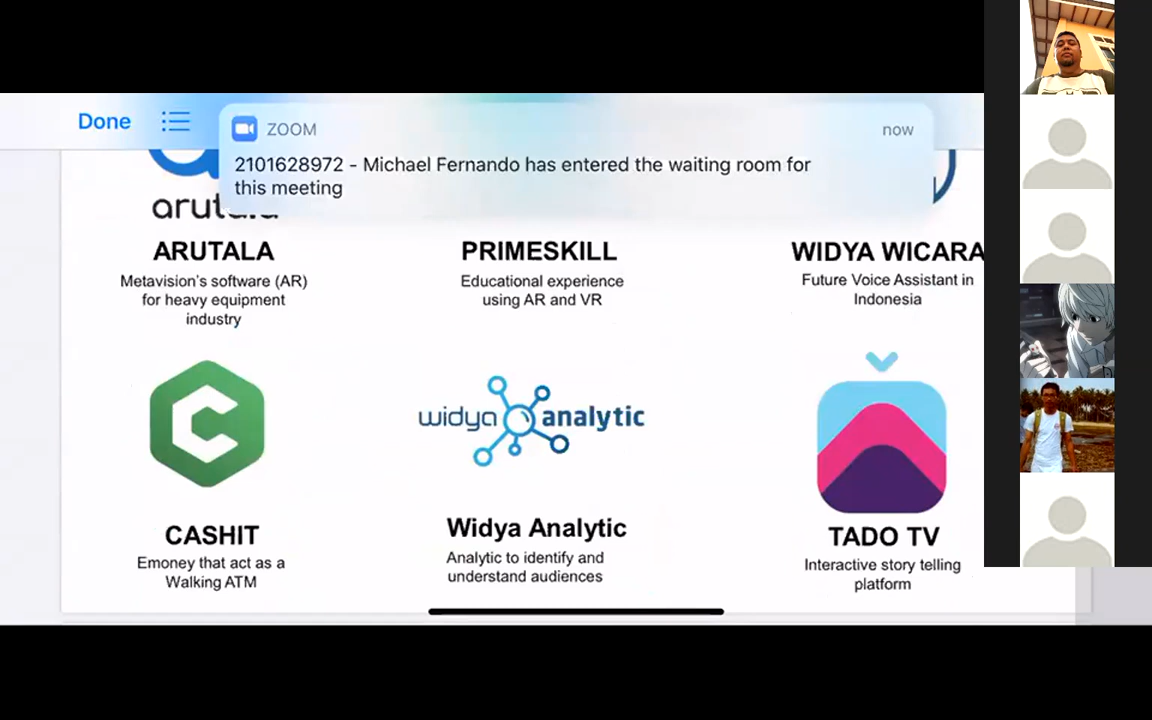 Done
ZOOM
now
2101628972 - Michael Fernando has entered the waiting room for
this meeting
arutala
ARUTALA
Metavision's software (AR)
for heavy equipment
industry
PRIMESKILL
Educational experience
using AR and VR
WIDYA WICARA
Future Voice Assistant in
Indonesia
widya analytic
CASHIT
Emoney that act as a
Walking ATM
Widya Analytic
Analytic to identify and
understand audiences
TADO TV
Interactive story telling
platform